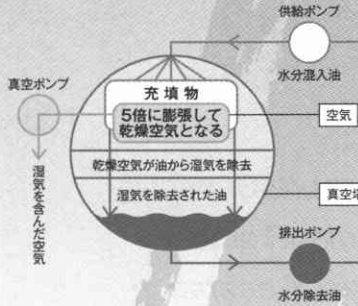 供給ポンプ
水分混入油
真空ポンプ
充填物
5倍に膨張して
乾燥空気となる
空気
乾燥空気が油から湿気を除去
湿気を除去された油
湿気を含んだ空気
真空塔
排出ポンプ
水分除去油